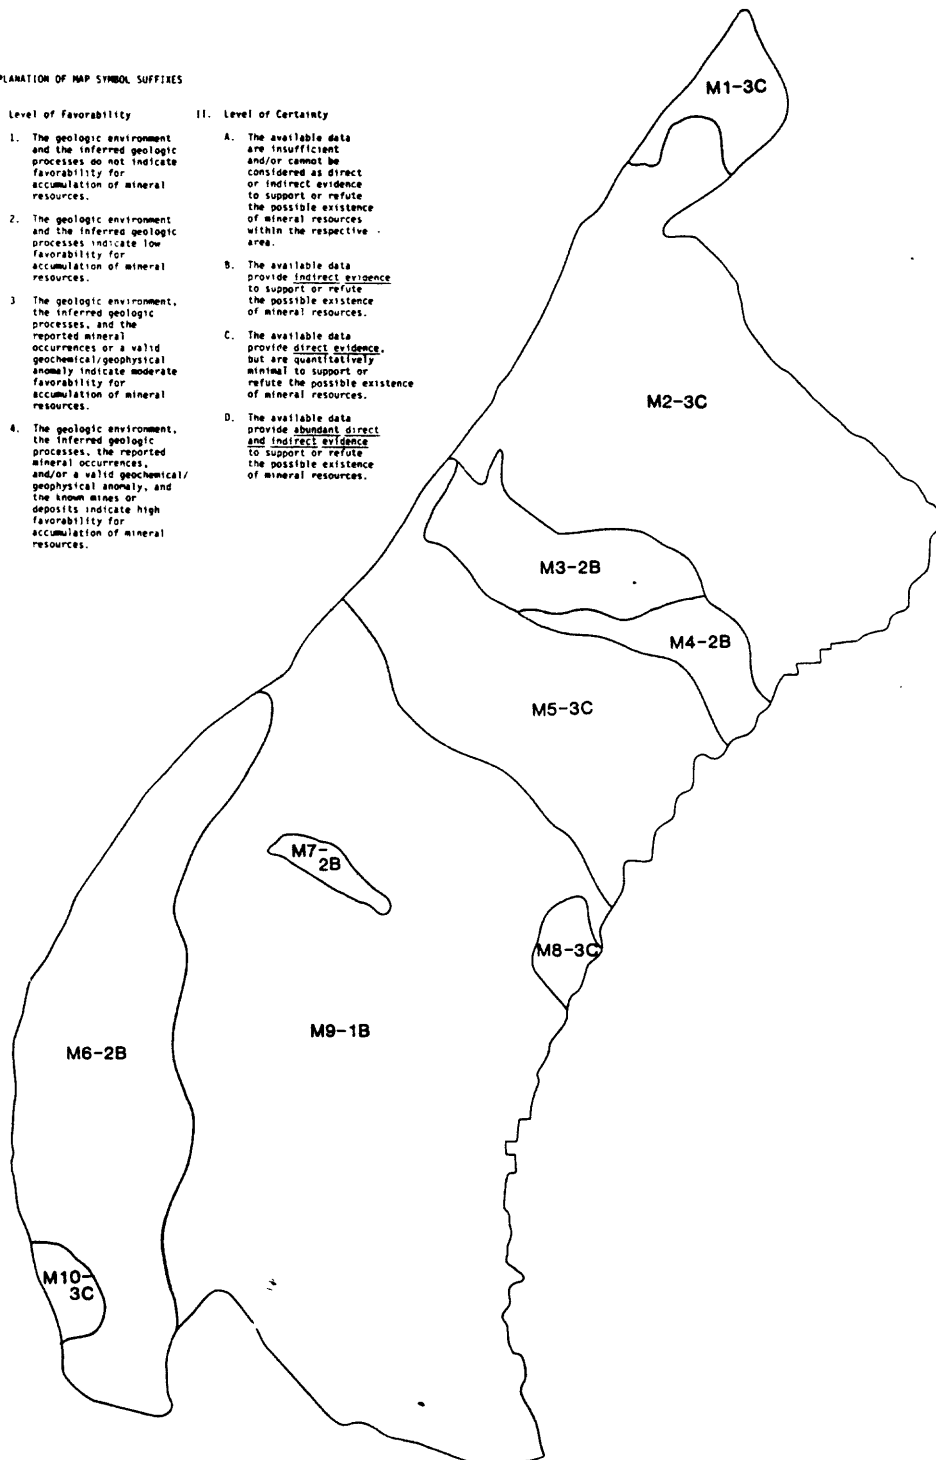 PLANATION OF MAP SYMBOL SUFFIXES
Level of Favorability
1. The geologic environment
and the inferred geologic
processes do not indicate
favorability for
accumulation of mineral
resources.
2. The geologic environment
and the inferred geologic
processes indicate low
favorability for
accumulation of mineral
resources.
3 The geologic environment,
the inferred geologic
processes, and the
reported mineral
occurrences or a valid
geochemical/geophysical
anomaly indicate moderate
favorability for
accumulation of mineral
resources.
4. The geologic environment,
the inferred geologic
processes, the reported
mineral occurrences,
and/or a valid geochemical/
geophysical anomaly, and
the known mines or
deposits indicate high
favorability for
accumulation of mineral
resources.
II. Level of Certainty
A. The available data
are insufficient
and/or cannot be
considered as direct
or indirect evidence
to support or refute
the possible existence
of mineral resources
within the respective
area.
B. The available data
provide indirect evidence
to support or refute
the possible existence
of mineral resources.
C. The available data
provide direct evidence,
but are quantitatively
minimal to support or
refute the possible existence
of mineral resources.
D. The available data
provide abundant direct
and indirect evidence
to support or refute
the possible existence
of mineral resources.
M1-3C
M2-3C
M3-2B
M4-2B
M5-3C
M7-
2B
M8-3C
M9-1B
M6-2B
M10-
3C